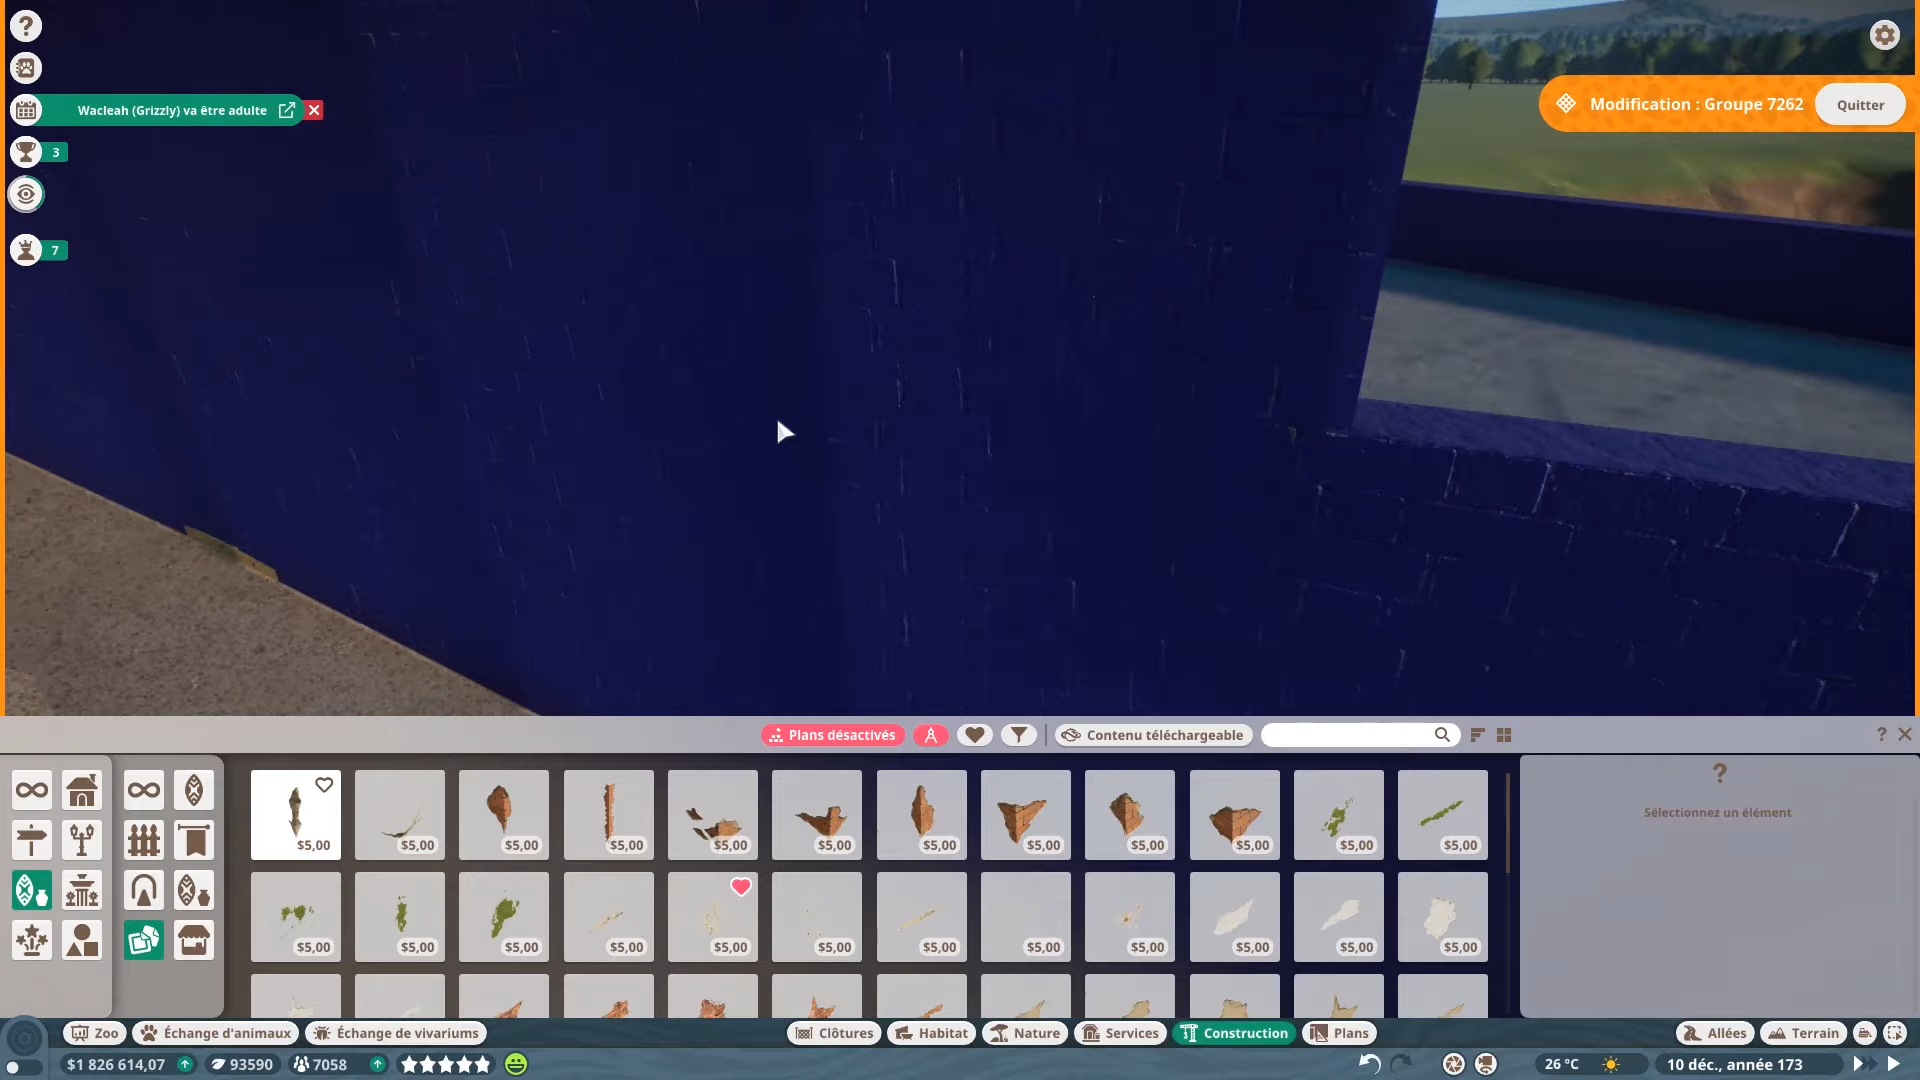 Wacleah (Grizzly) va être adulte
3
7
Modification : Groupe 7262
Quitter
Plans désactivés
Contenu téléchargeable
?
$5,00 $5,00 $5,00 $5,00 $5,00 $5,00 $5,00 $5,00 $5,00 $5,00 $5,00 $5,00
$5,00 $5,00 $5,00 $5,00 $5,00 $5,00 $5,00 $5,00 $5,00 $5,00 $5,00 $5,00
?
Sélectionnez un élément
Zoo
Échange d'animaux
Échange de vivariums
Clôtures
Habitat
Nature
Services
Construction
Plans
Allées
Terrain
$1 826 614,07
93590
7058
26 °C
10 déc., année 173